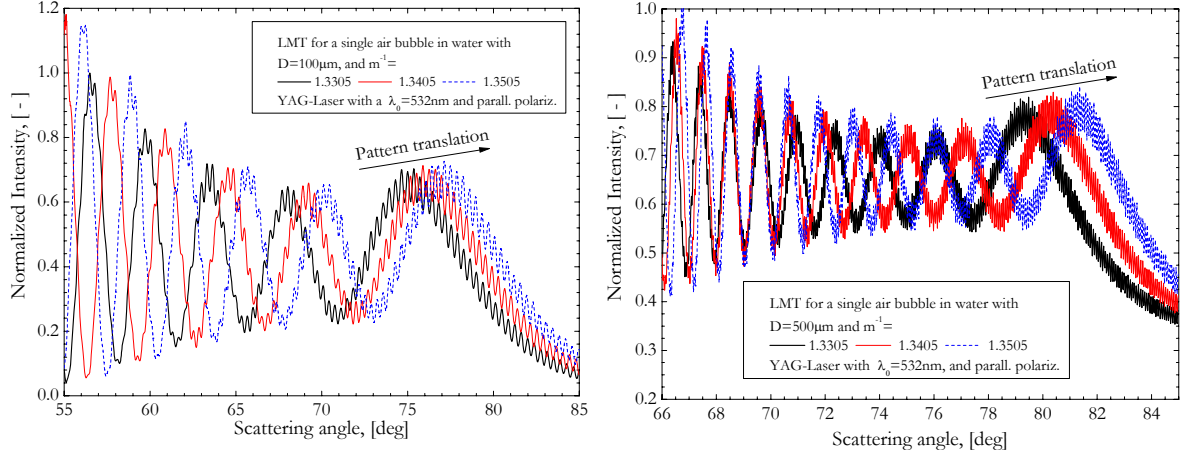 LMT for a single air bubble in water with
D=100μm, and m⁻¹=
1.3305 1.3405 1.3505
YAG-Laser with a λ₀=532nm and parall. polariz.
Pattern translation
Normalized Intensity, [ - ]
1.2
1.0
0.8
0.6
0.4
0.2
0.0
55 60 65 70 75 80 85
Scattering angle, [deg]
Pattern translation
LMT for a single air bubble in water with
D=500μm and m⁻¹=
1.3305 1.3405 1.3505
YAG-Laser with λ₀=532nm, and parall. polariz.
Normalized Intensity, [ - ]
1.0
0.9
0.8
0.7
0.6
0.5
0.4
0.3
0.2
66 68 70 72 74 76 78 80 82 84
Scattering angle, [deg]